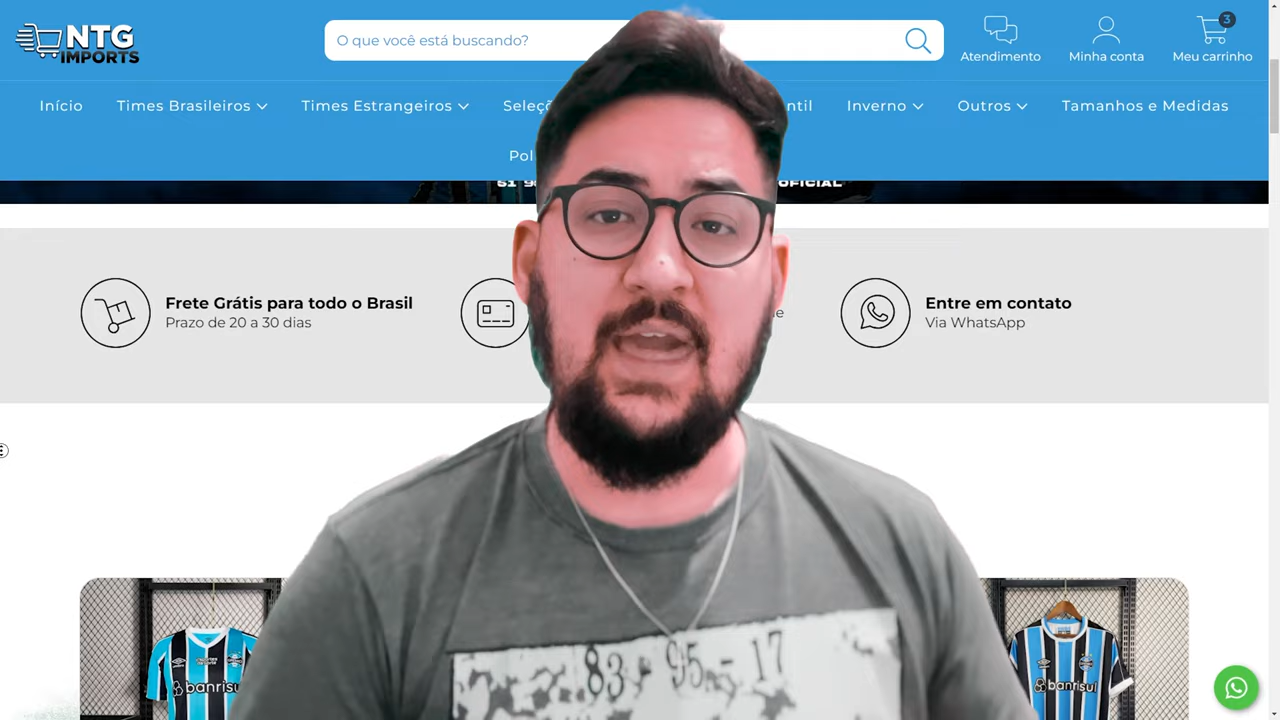 NTG
IMPORTS
O que você está buscando?
Atendimento
Minha conta
3
Meu carrinho
Início
Times Brasileiros
Times Estrangeiros
Inverno
Outros
Tamanhos e Medidas
OFICIAL
Frete Grátis para todo o Brasil
Prazo de 20 a 30 dias
Entre em contato
Via WhatsApp
banrisul
banrisul
83 - 95 - 17